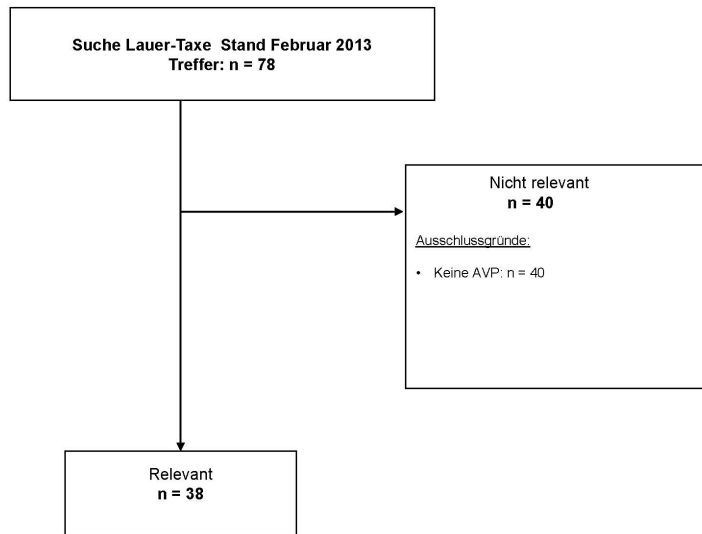 Suche Lauer-Taxe Stand Februar 2013
Treffer: n = 78
Nicht relevant
n = 40
Ausschlussgründe:
• Keine AVP: n = 40
Relevant
n = 38